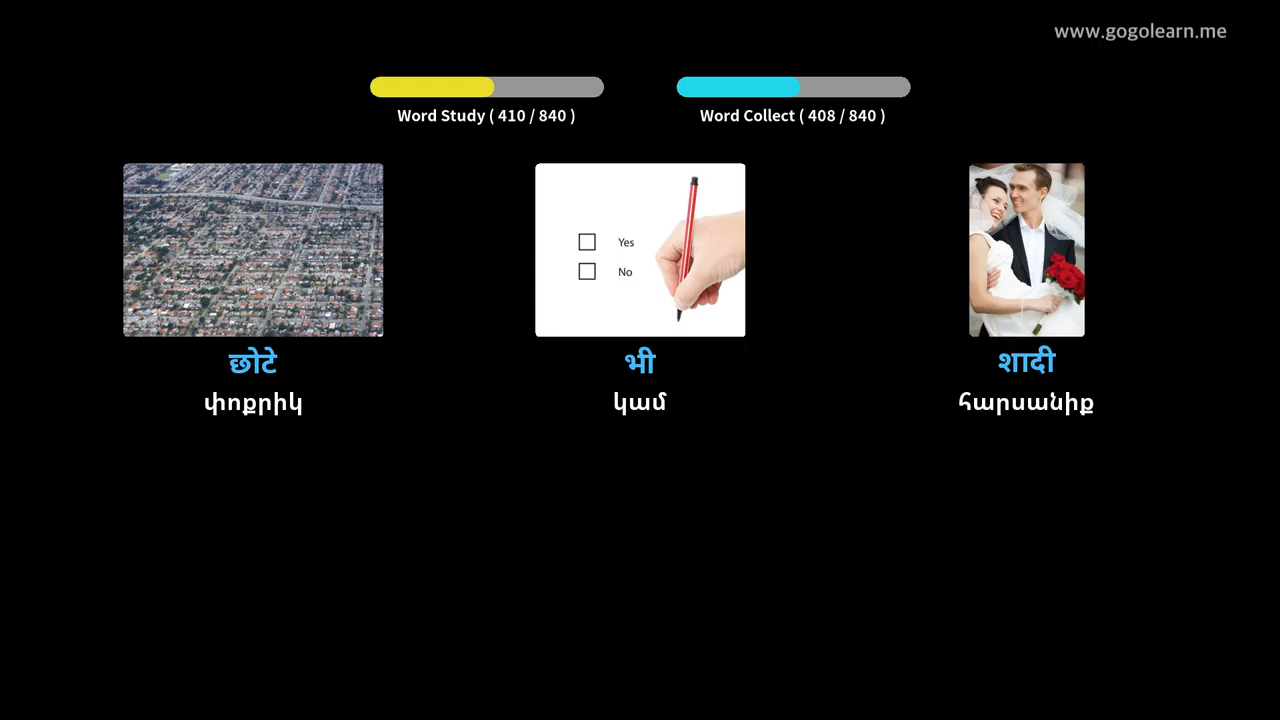 www.gogolearn.me
Word Study ( 410 / 840 )
Word Collect ( 408 / 840 )
Yes
No
छोटे
भी
शादी
փոքրիկ
կամ
հարսանիք